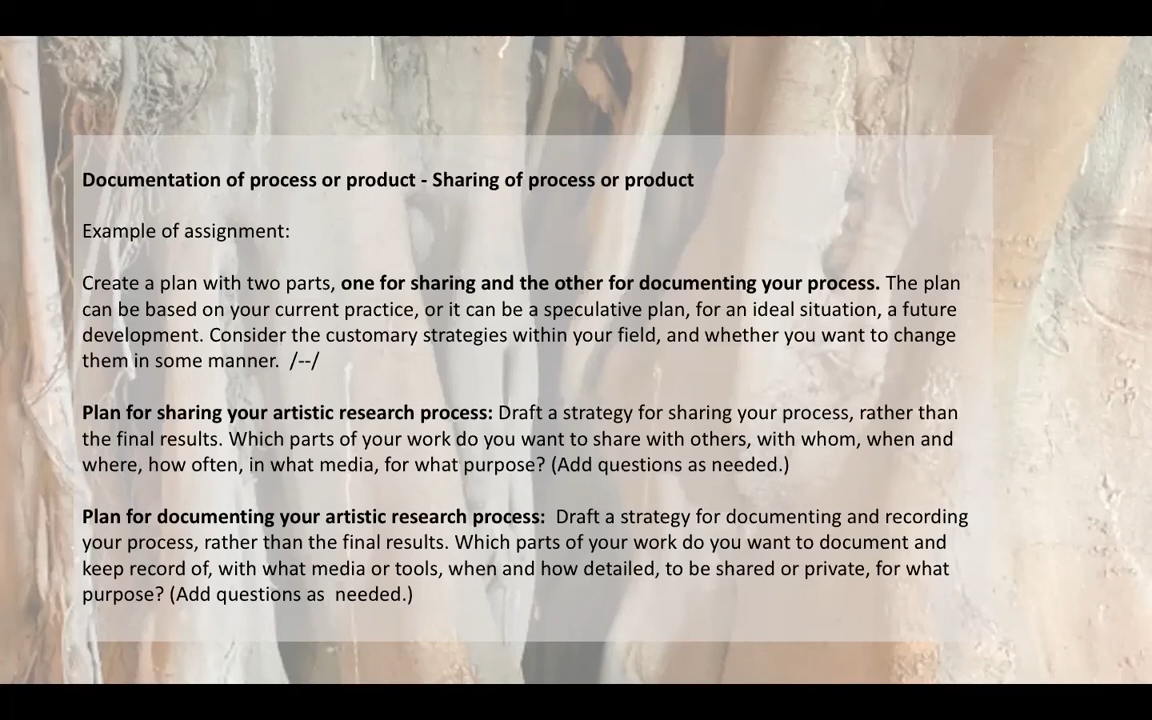 Documentation of process or product - Sharing of process or product
Example of assignment:
Create a plan with two parts, one for sharing and the other for documenting your process. The plan
can be based on your current practice, or it can be a speculative plan, for an ideal situation, a future
development. Consider the customary strategies within your field, and whether you want to change
them in some manner.  /--/
Plan for sharing your artistic research process: Draft a strategy for sharing your process, rather than
the final results. Which parts of your work do you want to share with others, with whom, when and
where, how often, in what media, for what purpose? (Add questions as needed.)
Plan for documenting your artistic research process:  Draft a strategy for documenting and recording
your process, rather than the final results. Which parts of your work do you want to document and
keep record of, with what media or tools, when and how detailed, to be shared or private, for what
purpose? (Add questions as  needed.)